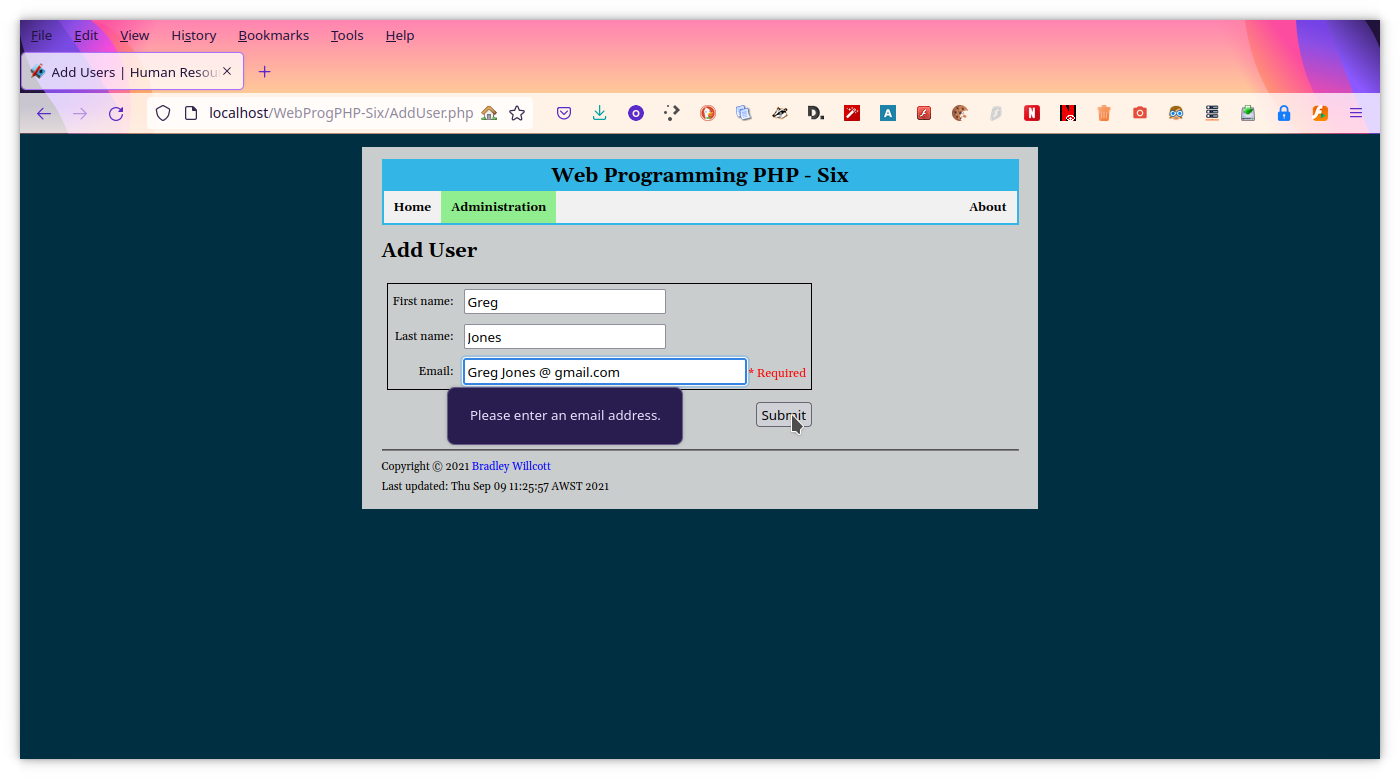 File Edit View History Bookmarks Tools Help
Add Users | Human Resou
localhost/WebProgPHP-Six/AddUser.php
Web Programming PHP - Six
Home Administration About
Add User
First name: Greg
Last name: Jones
Email: Greg Jones @ gmail.com * Required
Please enter an email address.
Submit
Copyright © 2021 Bradley Willcott
Last updated: Thu Sep 09 11:25:57 AWST 2021